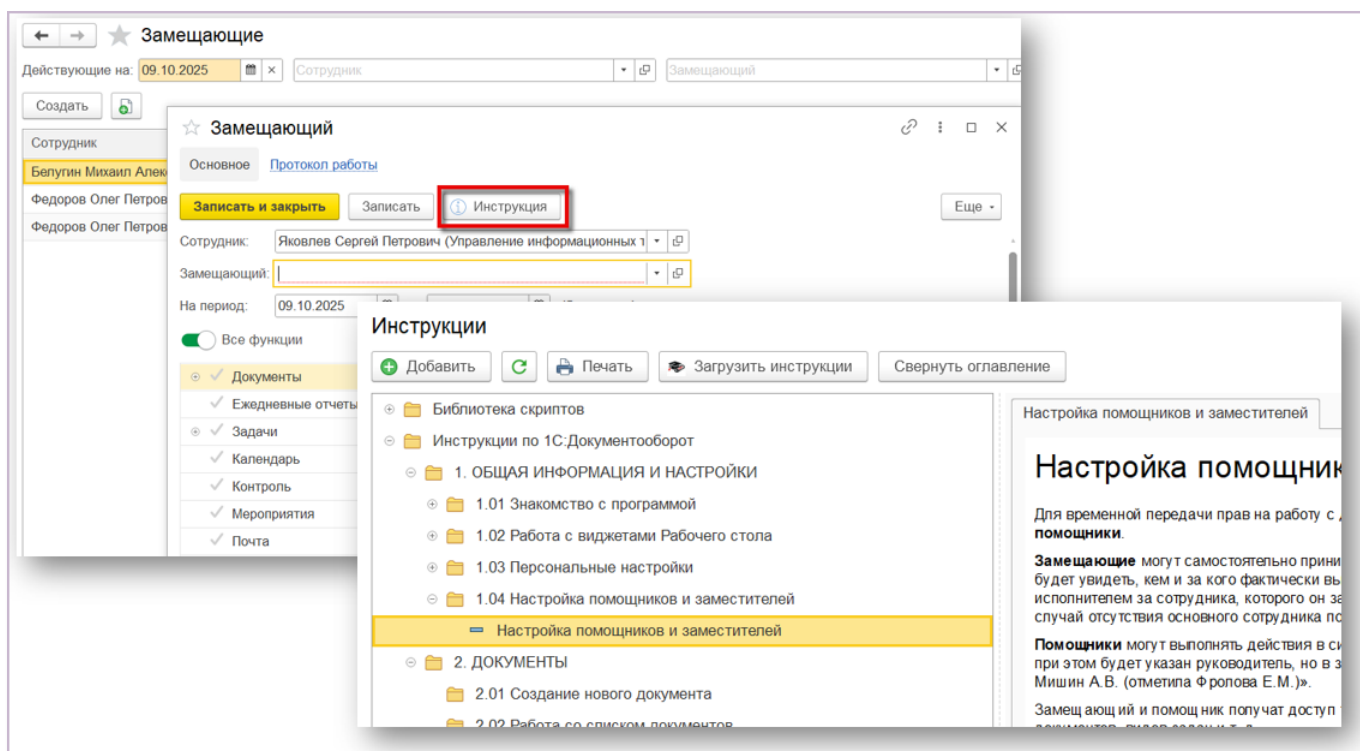 Замещающие
Действующие на: 09.10.2025 Сотрудник Замещающий
Создать
Сотрудник
Белугин Михаил Алек
Федоров Олег Петров
Федоров Олег Петров
Замещающий
Основное Протокол работы
Записать и закрыть Записать Инструкция Еще
Сотрудник: Яковлев Сергей Петрович (Управление информационных т
Замещающий:
На период: 09.10.2025
Все функции
Документы
Ежедневные отчеты
Задачи
Календарь
Контроль
Мероприятия
Почта
Инструкции
Добавить Печать Загрузить инструкции Свернуть оглавление
Библиотека скриптов
Инструкции по 1С:Документооборот
1. ОБЩАЯ ИНФОРМАЦИЯ И НАСТРОЙКИ
1.01 Знакомство с программой
1.02 Работа с виджетами Рабочего стола
1.03 Персональные настройки
1.04 Настройка помощников и заместителей
Настройка помощников и заместителей
2. ДОКУМЕНТЫ
2.01 Создание нового документа
2.02 Работа со списком документов
Настройка помощников и заместителей
Настройка помощник
Для временной передачи прав на работу с
помощники.
Замещающие могут самостоятельно прини
будет увидеть, кем и за кого фактически вы
исполнителем за сотрудника, которого он за
случай отсутствия основного сотрудника по
Помощники могут выполнять действия в си
при этом будет указан руководитель, но в з
Мишин А.В. (отметила Фролова Е.М.)».
Замещающий и помощник получат доступ